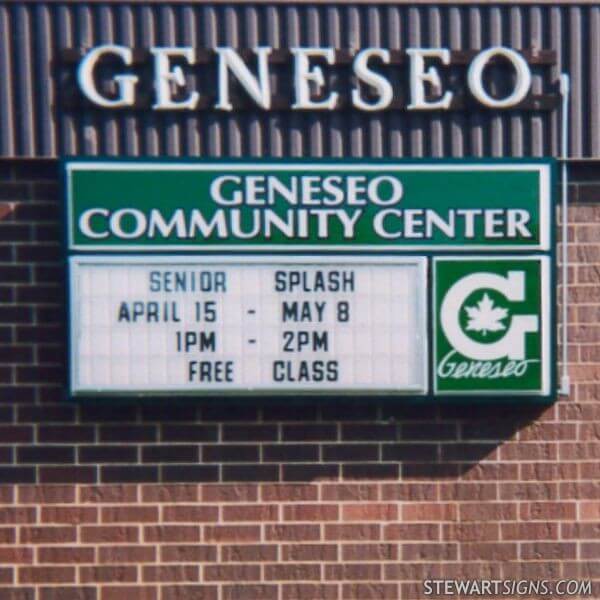 GENESEO
GENESEO
COMMUNITY CENTER
SENIOR SPLASH
APRIL 15 - MAY 8
1PM - 2PM
FREE CLASS
G
Geneseo
STEWARTSIGNS.COM